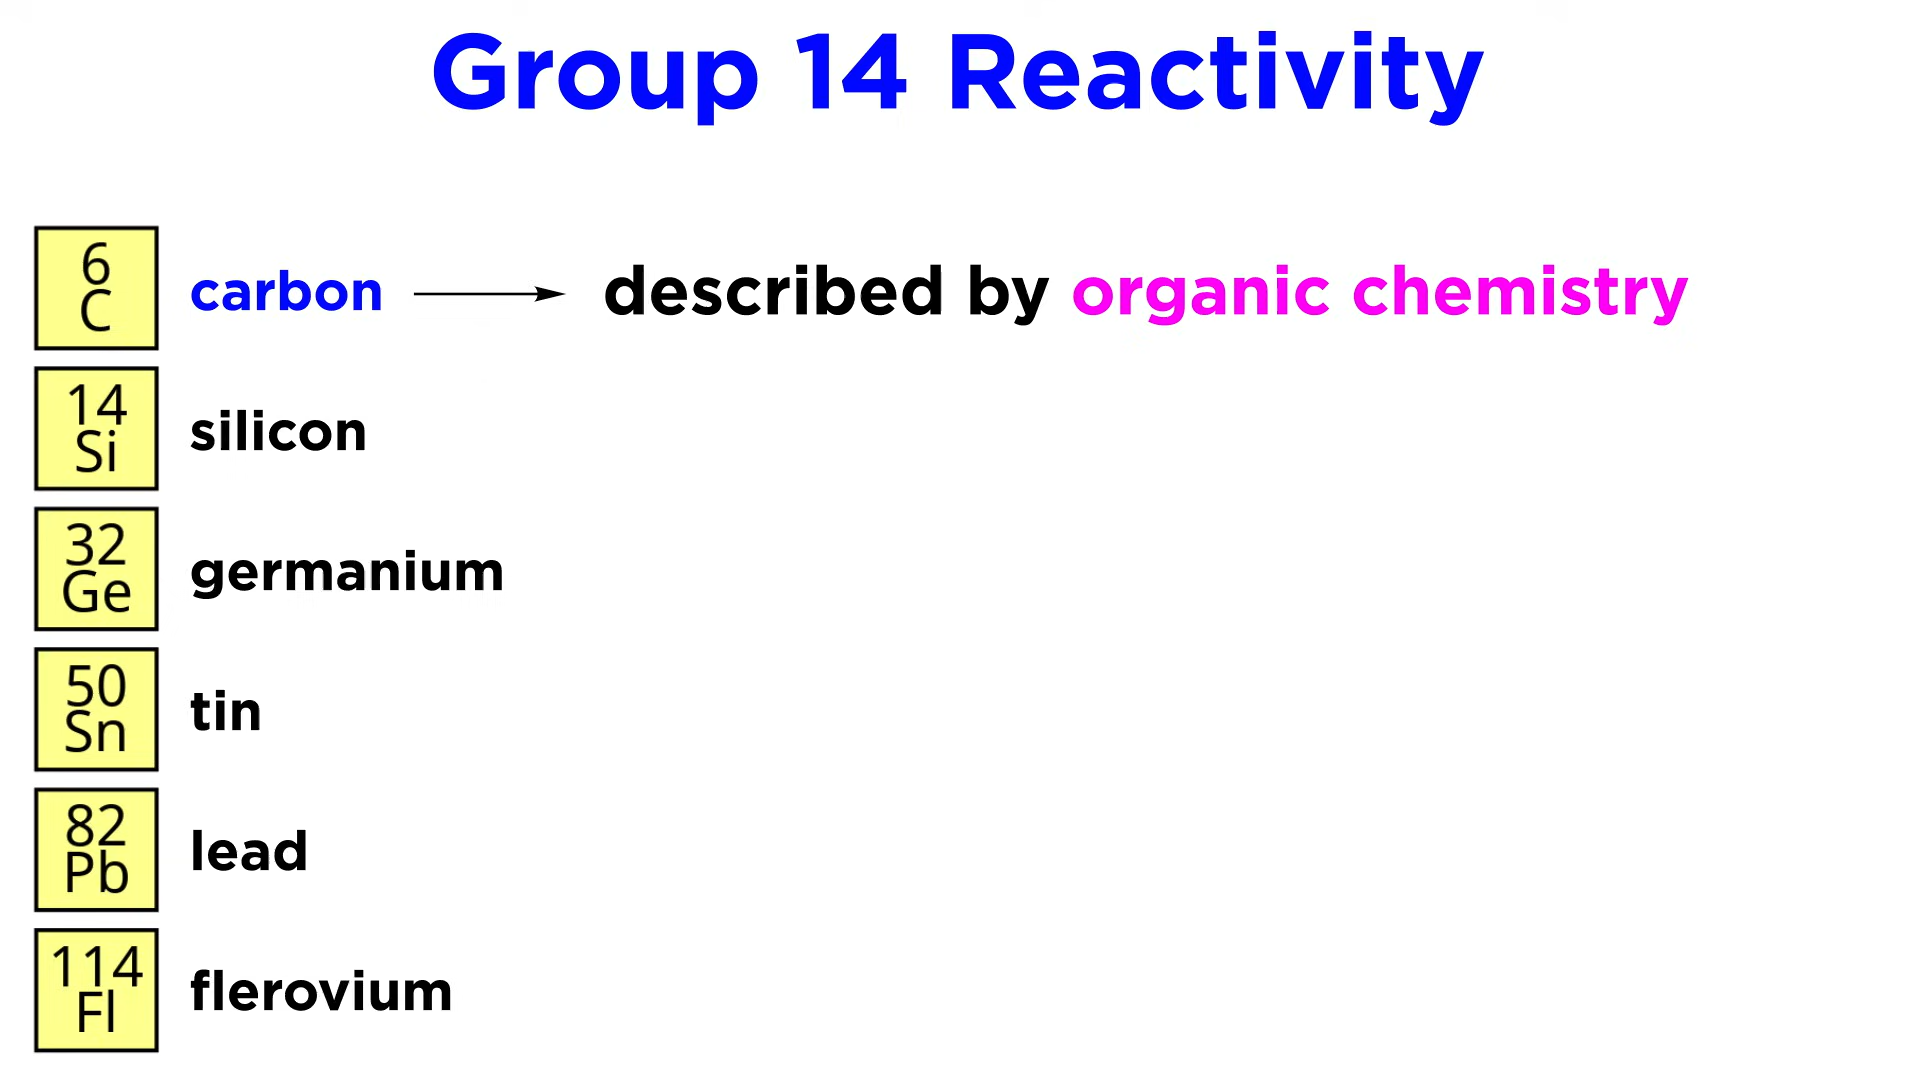 Group 14 Reactivity
6
C
carbon described by organic chemistry
14
Si
silicon
32
Ge
germanium
50
Sn
tin
82
Pb
lead
114
Fl
flerovium